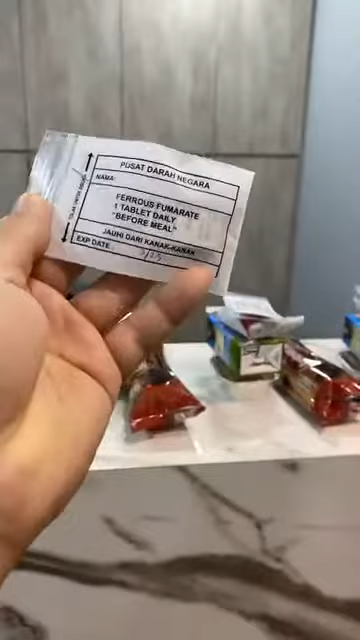 PUSAT DARAH NEGARA
NAMA:
FERROUS FUMARATE
1 TABLET DAILY
"BEFORE MEAL"
JAUHI DARI KANAK-KANAK
EXP DATE: